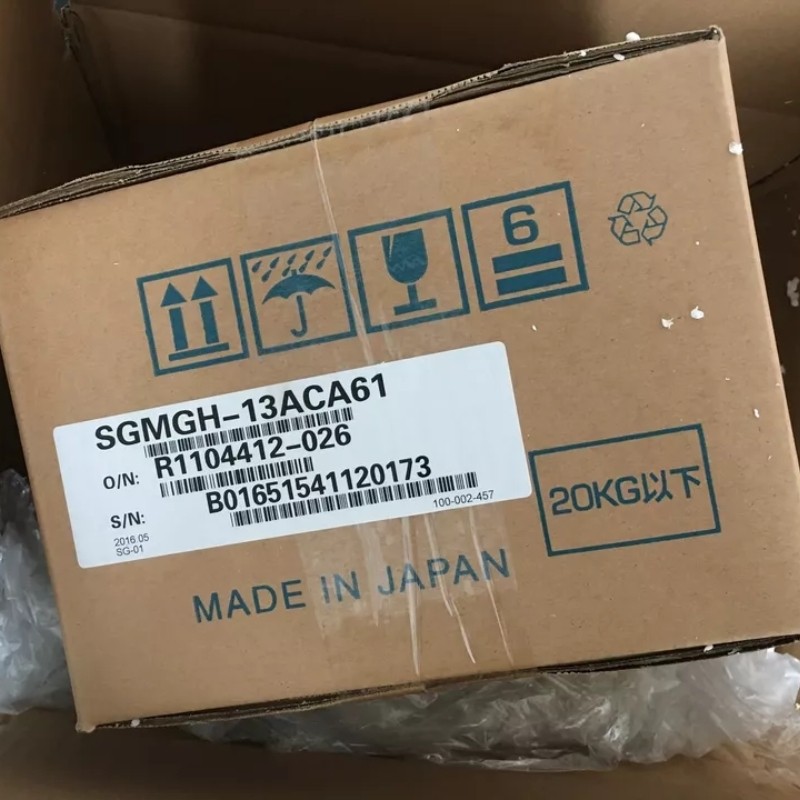 6
SGMGH-13ACA61
O/N: R1104412-026
S/N: B01651541120173
2016.05
SG-01
100-002-457
20KG以下
MADE IN JAPAN